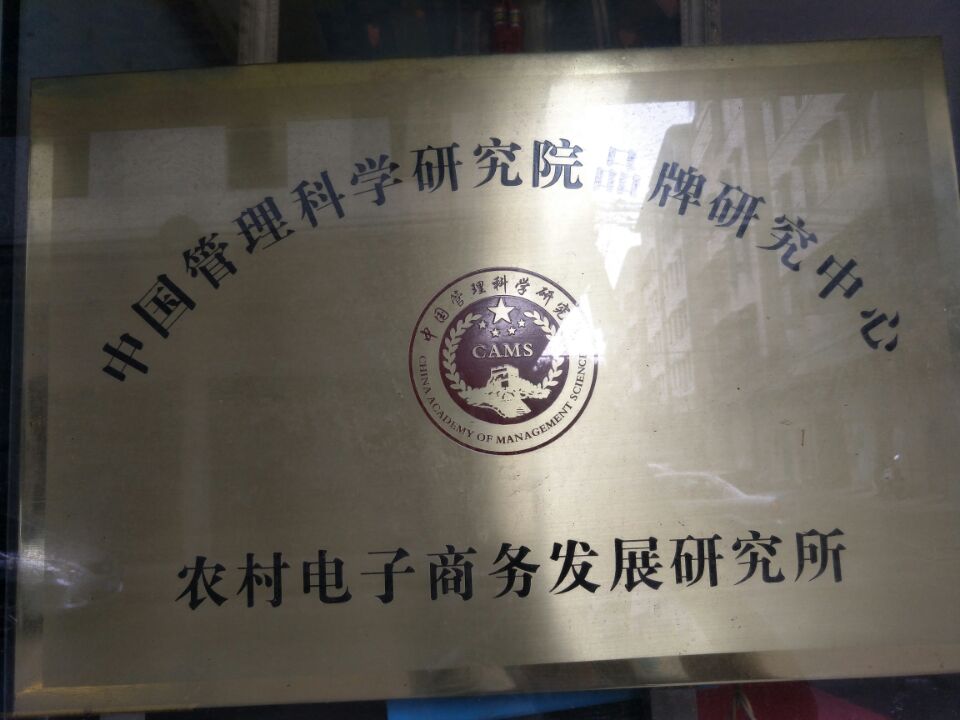 中国管理科学研究院品牌研究中心
中国管理科学研究
CAMS
CHINA ACADEMY OF MANAGEMENT SCIENCE
农村电子商务发展研究所